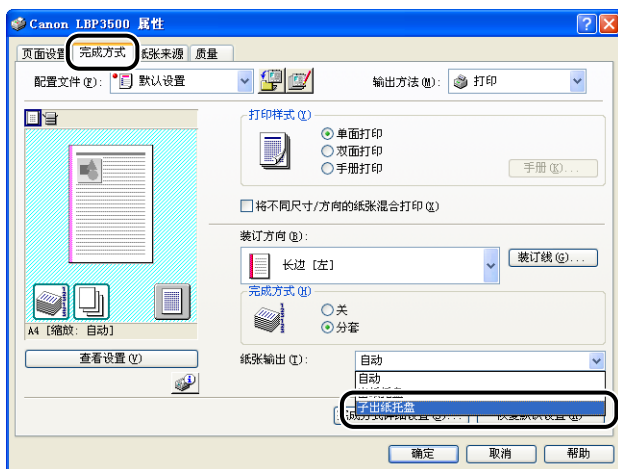 Canon LBP3500 属性
页面设置 完成方式 纸张来源 质量
配置文件(F): 默认设置 输出方法(M): 打印
打印样式(Y)
单面打印
双面打印
手册打印 手册(K)...
将不同尺寸/方向的纸张混合打印(X)
装订方向(B):
长边 [左] 装订线(G)...
完成方式(H)
关
分套
A4 [缩放: 自动]
查看设置(V) 纸张输出(T): 自动
自动
子出纸托盘
确定 取消 帮助